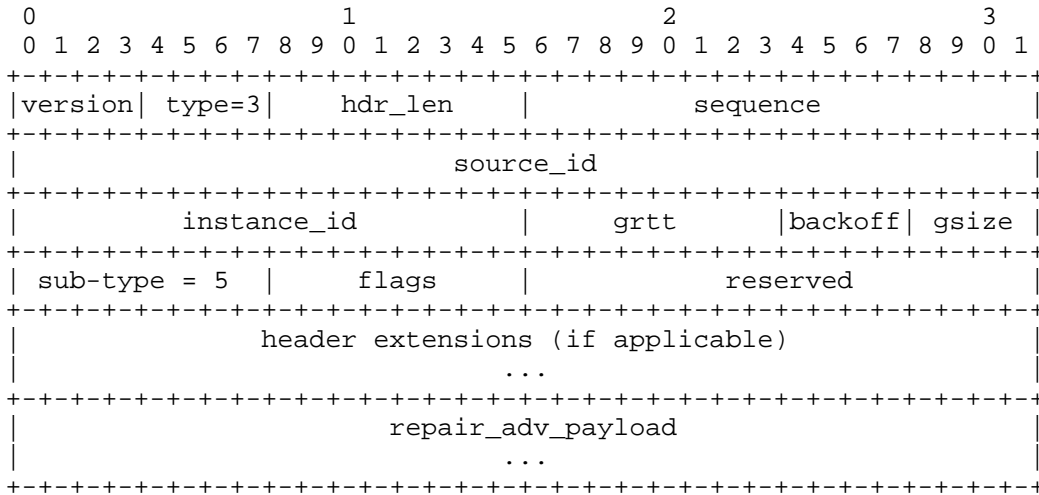 0                   1                   2                   3
 0 1 2 3 4 5 6 7 8 9 0 1 2 3 4 5 6 7 8 9 0 1 2 3 4 5 6 7 8 9 0 1
+-+-+-+-+-+-+-+-+-+-+-+-+-+-+-+-+-+-+-+-+-+-+-+-+-+-+-+-+-+-+-+-+
|version| type=3|    hdr_len    |          sequence             |
+-+-+-+-+-+-+-+-+-+-+-+-+-+-+-+-+-+-+-+-+-+-+-+-+-+-+-+-+-+-+-+-+
|                           source_id                           |
+-+-+-+-+-+-+-+-+-+-+-+-+-+-+-+-+-+-+-+-+-+-+-+-+-+-+-+-+-+-+-+-+
|          instance_id          |     grtt      |backoff| gsize |
+-+-+-+-+-+-+-+-+-+-+-+-+-+-+-+-+-+-+-+-+-+-+-+-+-+-+-+-+-+-+-+-+
| sub-type = 5  |     flags     |            reserved           |
+-+-+-+-+-+-+-+-+-+-+-+-+-+-+-+-+-+-+-+-+-+-+-+-+-+-+-+-+-+-+-+-+
|               header extensions (if applicable)               |
|                              ...                              |
+-+-+-+-+-+-+-+-+-+-+-+-+-+-+-+-+-+-+-+-+-+-+-+-+-+-+-+-+-+-+-+-+
|                       repair_adv_payload                      |
|                              ...                              |
+-+-+-+-+-+-+-+-+-+-+-+-+-+-+-+-+-+-+-+-+-+-+-+-+-+-+-+-+-+-+-+-+